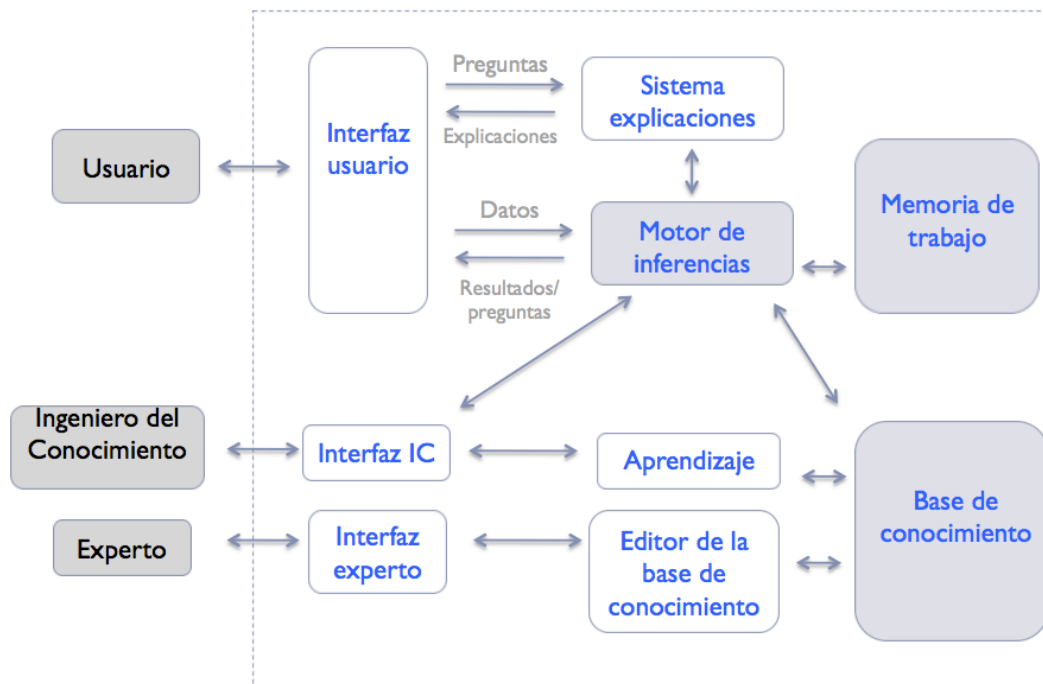 Preguntas
Sistema
explicaciones
Explicaciones
Interfaz
usuario
Usuario
Datos
Motor de
inferencias
Memoria de
trabajo
Resultados/
preguntas
Ingeniero del
Conocimiento
Interfaz IC
Aprendizaje
Base de
conocimiento
Experto
Interfaz
experto
Editor de la
base de
conocimiento